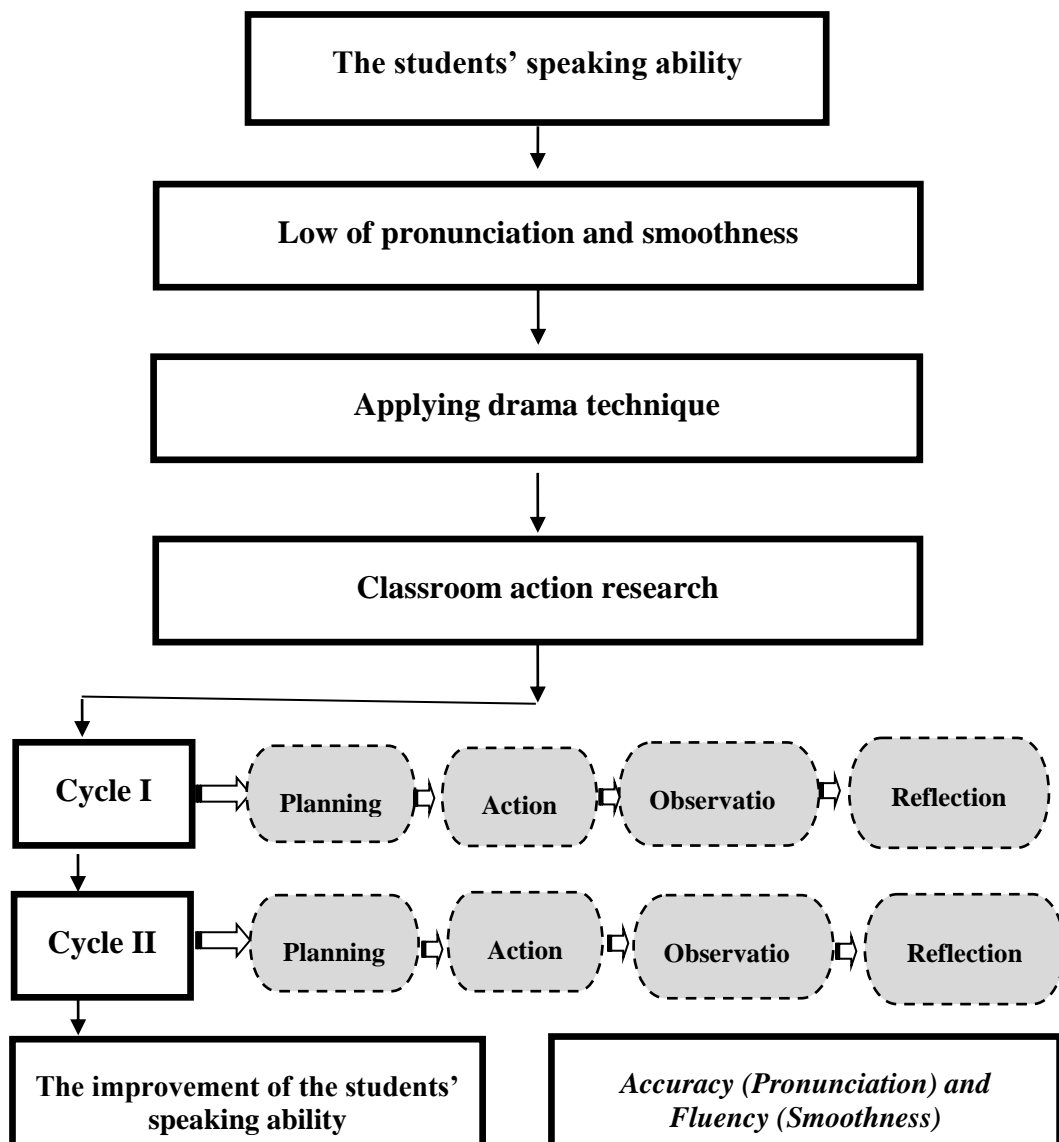 The students’ speaking ability
Low of pronunciation and smoothness
Applying drama technique
Classroom action research
Cycle I
Planning
Action
Observatio
Reflection
Cycle II
Planning
Action
Observatio
Reflection
The improvement of the students’
speaking ability
Accuracy (Pronunciation) and
Fluency (Smoothness)